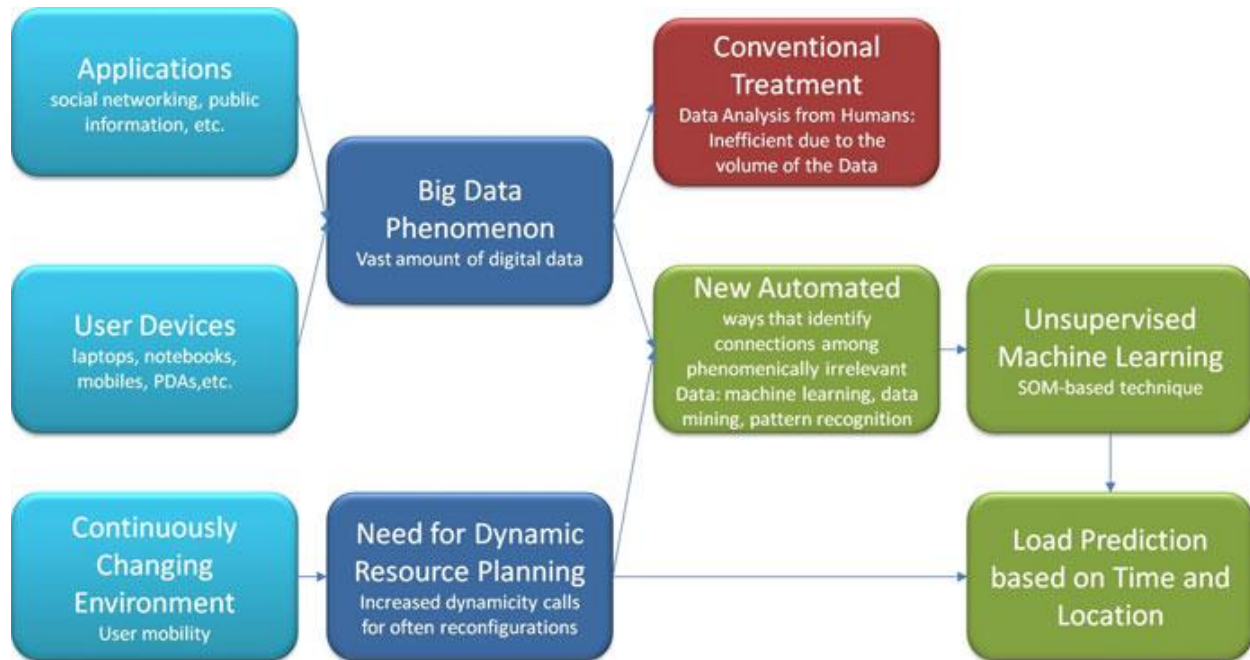 Applications
social networking, public
information, etc.
User Devices
laptops, notebooks,
mobiles, PDAs,etc.
Continuously
Changing
Environment
User mobility
Big Data
Phenomenon
Vast amount of digital data
Need for Dynamic
Resource Planning
Increased dynamicity calls
for often reconfigurations
Conventional
Treatment
Data Analysis from Humans:
Inefficient due to the
volume of the Data
New Automated
ways that identify
connections among
phenomenically irrelevant
Data: machine learning, data
mining, pattern recognition
Unsupervised
Machine Learning
SOM-based technique
Load Prediction
based on Time and
Location